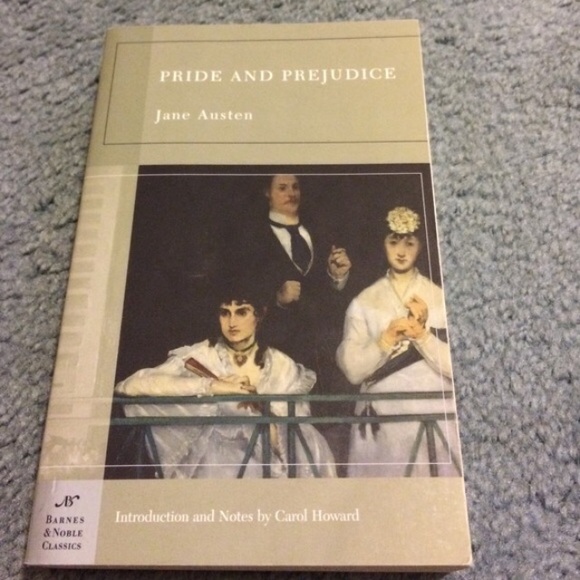 PRIDE AND PREJUDICE
Jane Austen
BARNES
& NOBLE
CLASSICS
Introduction and Notes by Carol Howard